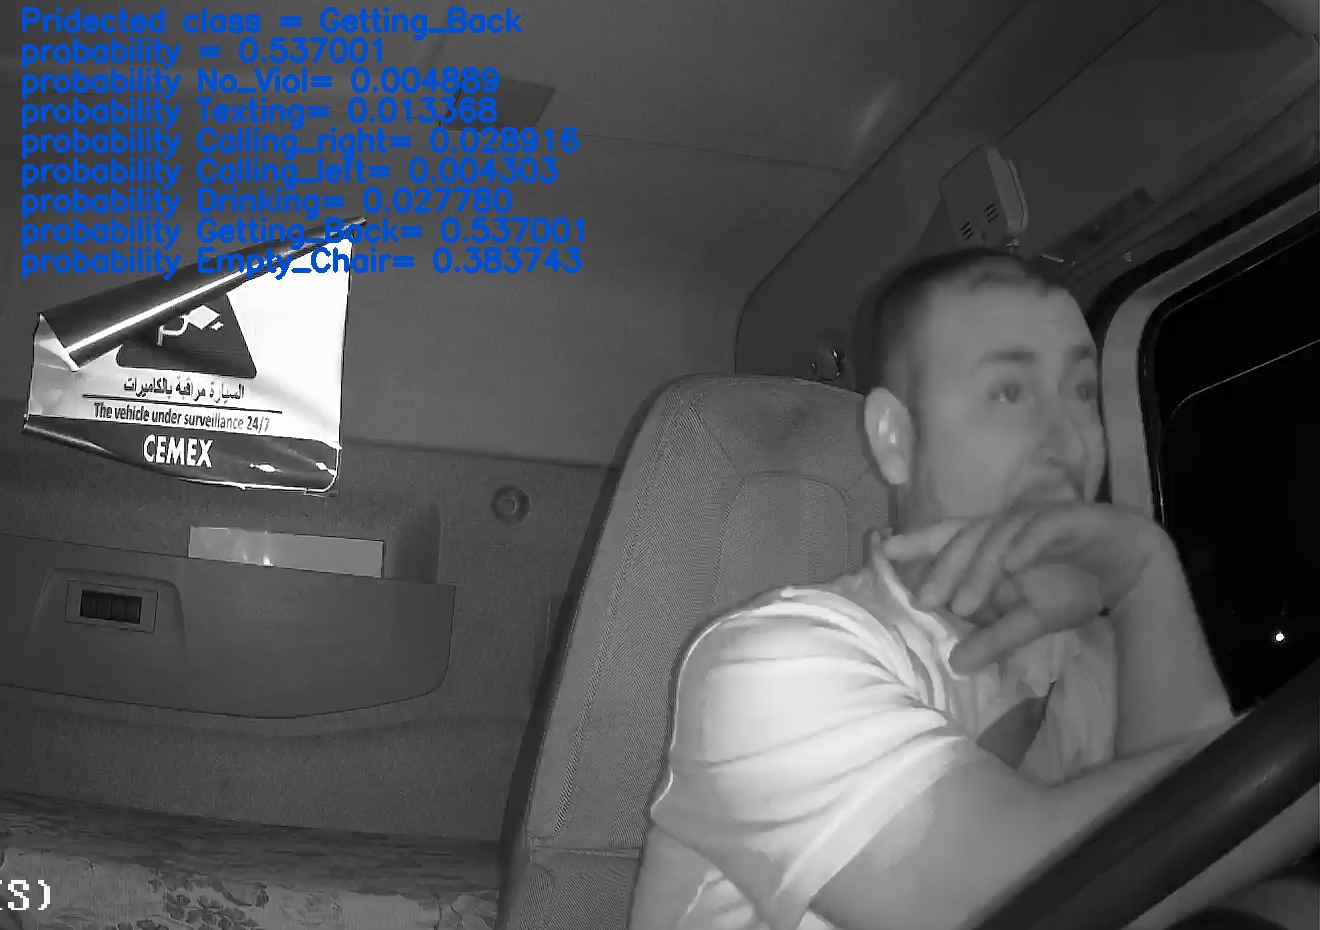 Pridected class = Getting_Back
probability = 0.537001
probability No_Viol= 0.004889
probability Texting= 0.013368
probability Calling_right= 0.028916
probability Calling_left= 0.004303
probability Drinking= 0.027780
probability Getting_Back= 0.537001
probability Empty_Chair= 0.383743
السيارة مراقبة بالكاميرات
The vehicle under surveillance 24/7
CEMEX
S)